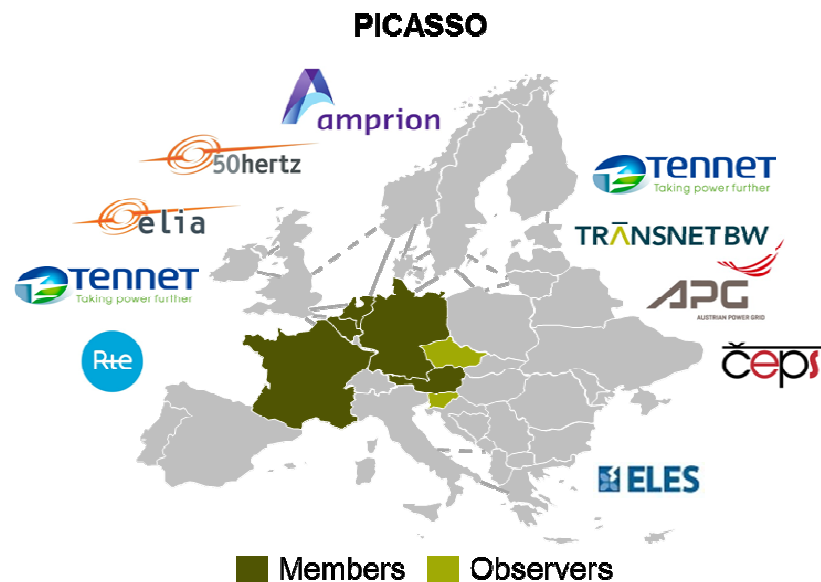 PICASSO
amprion
50hertz
elia
TENNET
Taking power further
Rte
TENNET
Taking power further
TRANSNET BW
APG
AUSTRIAN POWER GRID
čeps
ELES
Members
Observers